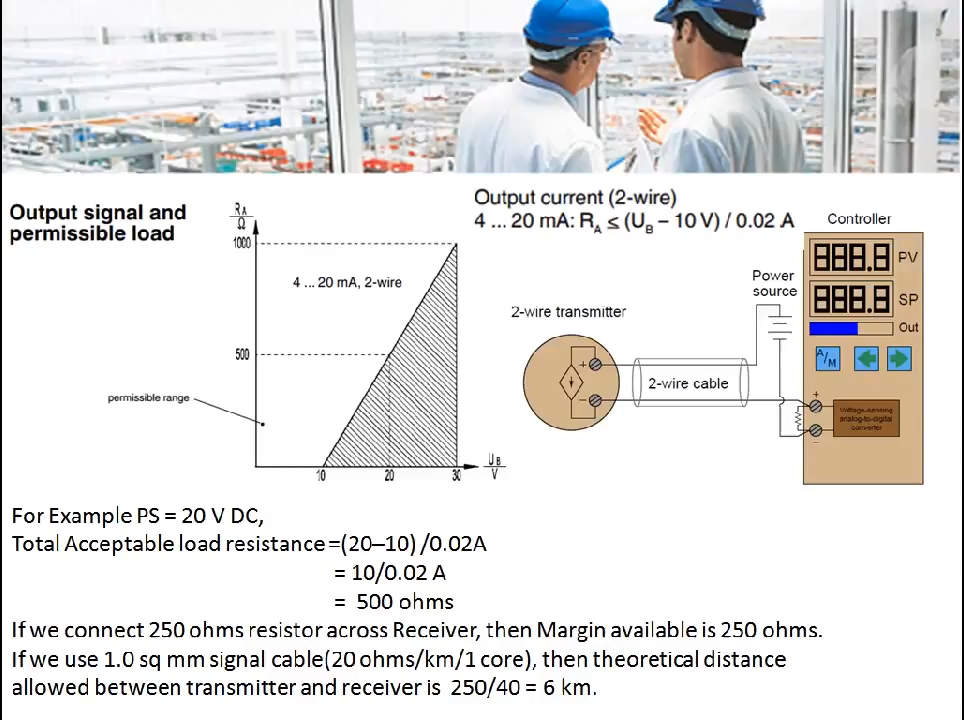 Output signal and
permissible load
RA
Ω
1000
500
4 ... 20 mA, 2-wire
permissible range
10
20
30
UB
V
Output current (2-wire)
4 ... 20 mA: RA ≤ (UB − 10 V) / 0.02 A
Controller
888.8 PV
888.8 SP
Out
A/M
Power
source
2-wire transmitter
+
−
2-wire cable
+
Voltage-sensing
analog-to-digital
converter
−
For Example PS = 20 V DC,
Total Acceptable load resistance =(20–10) /0.02A
= 10/0.02 A
= 500 ohms
If we connect 250 ohms resistor across Receiver, then Margin available is 250 ohms.
If we use 1.0 sq mm signal cable(20 ohms/km/1 core), then theoretical distance
allowed between transmitter and receiver is 250/40 = 6 km.